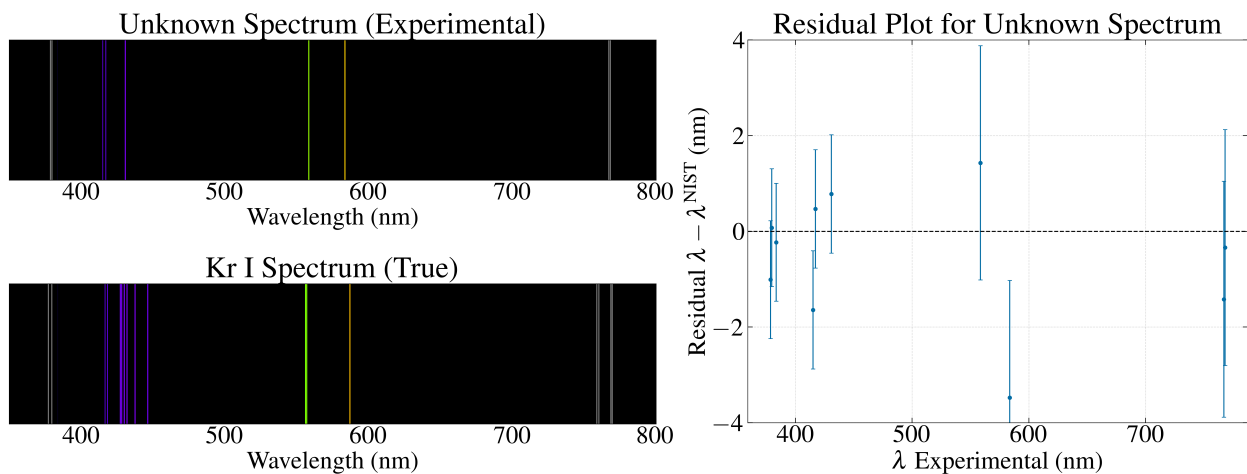 Unknown Spectrum (Experimental)
400 500 600 700 800
Wavelength (nm)
Kr I Spectrum (True)
400 500 600 700 800
Wavelength (nm)
Residual Plot for Unknown Spectrum
Residual λ − λ^NIST (nm)
4
2
0
−2
−4
400 500 600 700
λ Experimental (nm)